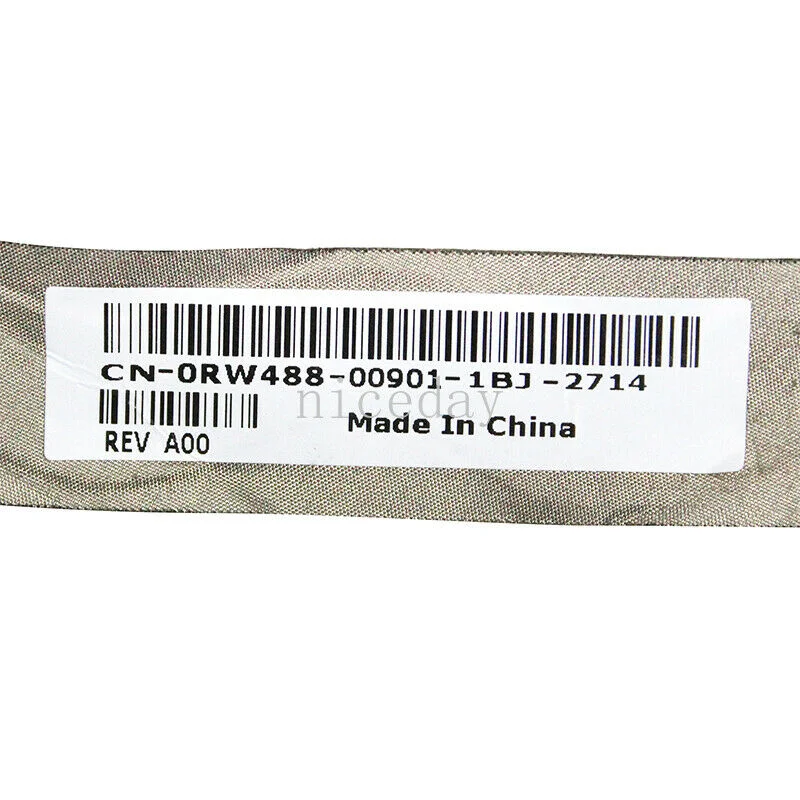 CN-0RW488-00901-1BJ-2714
niceday
Made In China
REV A00